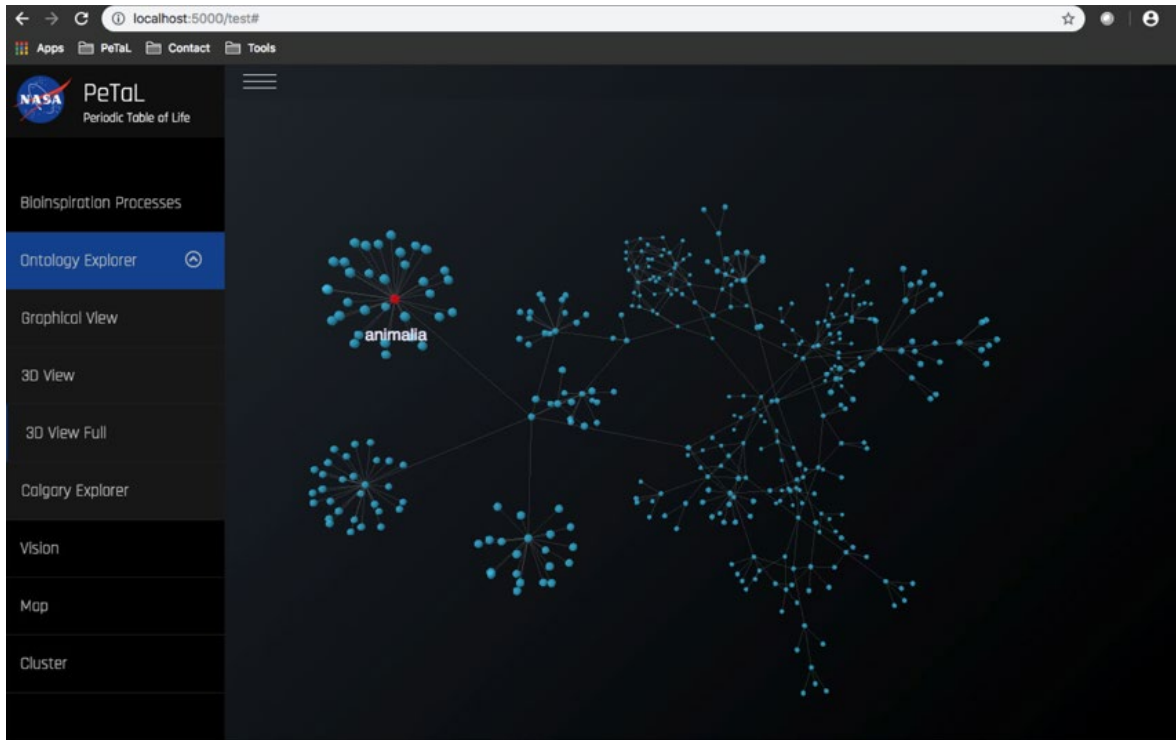 localhost:5000/test#
Apps PeTaL Contact Tools
NASA
PeTaL
Periodic Table of Life
Bioinspiration Processes
Ontology Explorer
Graphical View
3D View
3D View Full
Calgary Explorer
Vision
Map
Cluster
animalia